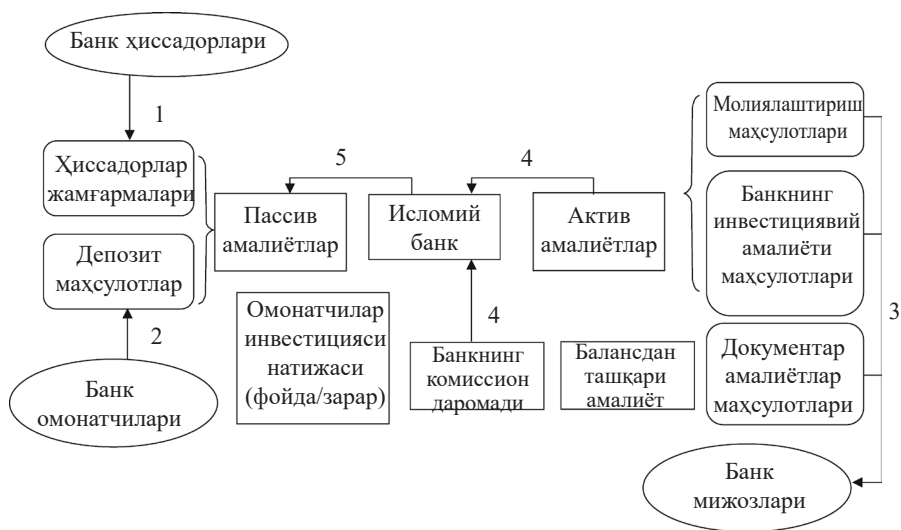 Банк ҳиссадорлари
1
Ҳиссадорлар
жамғармалари
Депозит
маҳсулотлар
2
Банк
омонатчилари
Пассив
амалиётлар
5
Исломий
банк
4
Актив
амалиётлар
Омонатчилар
инвестицияси
натижаси
(фойда/зарар)
4
Банкнинг
комиссион
даромади
Балансдан
ташқари
амалиёт
Молиялаштириш
маҳсулотлари
Банкнинг
инвестициявий
амалиёти
маҳсулотлари
3
Документар
амалиётлар
маҳсулотлари
Банк
мижозлари